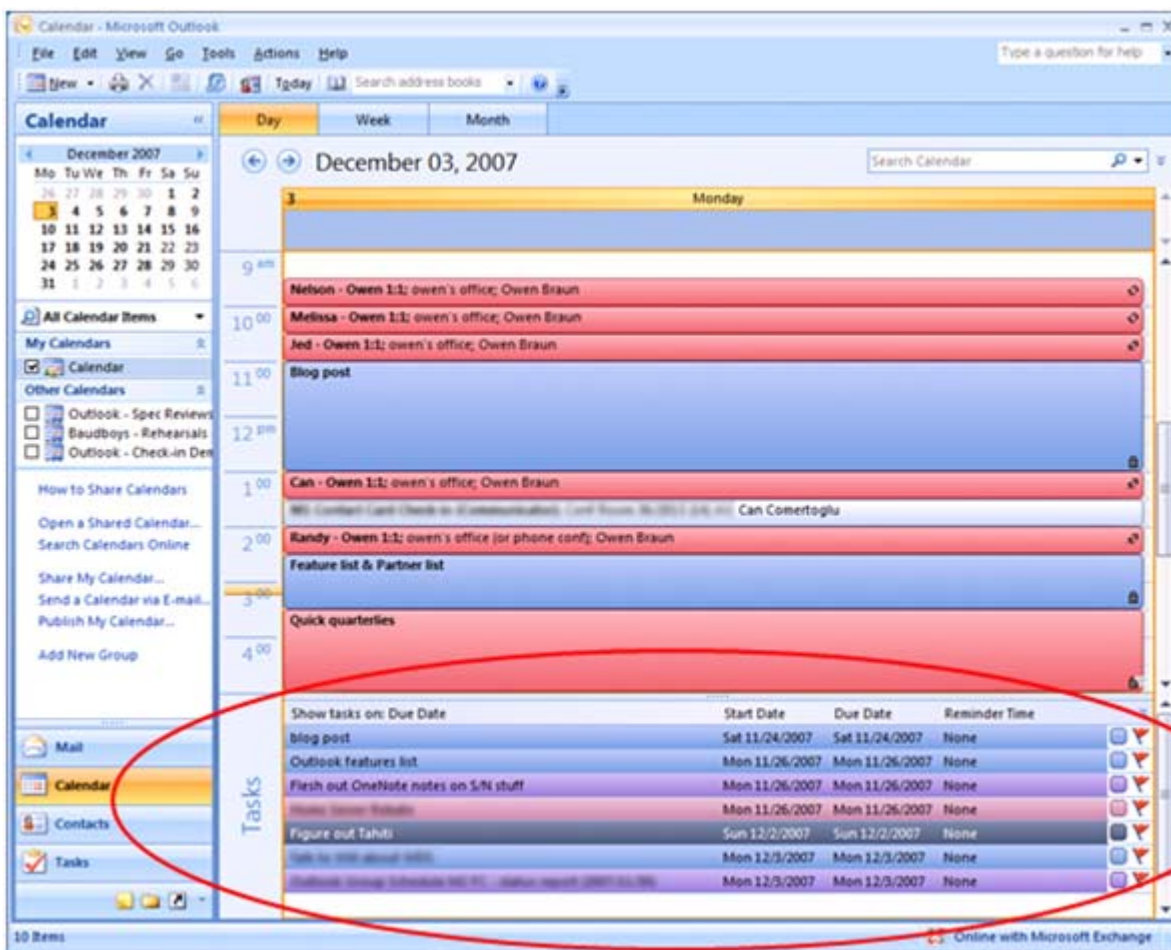 Calendar - Microsoft Outlook
File Edit View Go Tools Actions Help
Type a question for help
New Today Search address books
Calendar «
Day Week Month
December 2007
Mo Tu We Th Fr Sa Su
26 27 28 29 30 1 2
3 4 5 6 7 8 9
10 11 12 13 14 15 16
17 18 19 20 21 22 23
24 25 26 27 28 29 30
31 1 2 3 4 5 6
All Calendar Items
My Calendars
Calendar
Other Calendars
Outlook - Spec Reviews
Baudboys - Rehearsals
Outlook - Check-in Den
How to Share Calendars
Open a Shared Calendar...
Search Calendars Online
Share My Calendar...
Send a Calendar via E-mail...
Publish My Calendar...
Add New Group
Mail
Calendar
Contacts
Tasks
December 03, 2007
Search Calendar
3 Monday
9 am
Nelson - Owen 1:1; owen's office; Owen Braun
10 00 Melissa - Owen 1:1; owen's office; Owen Braun
Jed - Owen 1:1; owen's office; Owen Braun
11 00 Blog post
12 pm
1 00 Can - Owen 1:1; owen's office; Owen Braun
Can Comertoglu
2 00 Randy - Owen 1:1; owen's office (or phone conf); Owen Braun
Feature list & Partner list
3 00
Quick quarterlies
4 00
Tasks
Show tasks on: Due Date Start Date Due Date Reminder Time
blog post Sat 11/24/2007 Sat 11/24/2007 None
Outlook features list Mon 11/26/2007 Mon 11/26/2007 None
Flesh out OneNote notes on S/N stuff Mon 11/26/2007 Mon 11/26/2007 None
Mon 11/26/2007 Mon 11/26/2007 None
Figure out Tahiti Sun 12/2/2007 Sun 12/2/2007 None
Mon 12/3/2007 Mon 12/3/2007 None
Mon 12/3/2007 Mon 12/3/2007 None
10 Items
Online with Microsoft Exchange